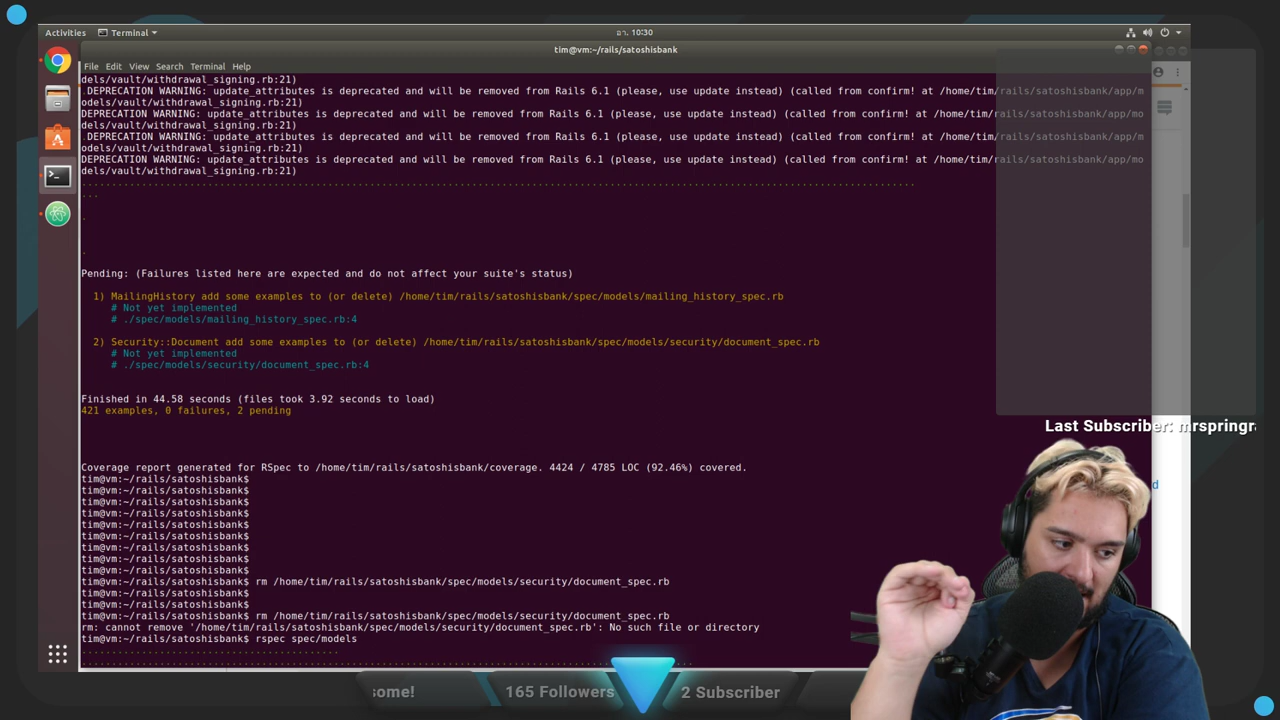 Activities Terminal อา. 10:30
tim@vm:~/rails/satoshisbank
File Edit View Search Terminal Help
dels/vault/withdrawal_signing.rb:21)
.DEPRECATION WARNING: update_attributes is deprecated and will be removed from Rails 6.1 (please, use update instead) (called from confirm! at /home/tim/rails/satoshisbank/app/m
odels/vault/withdrawal_signing.rb:21)
DEPRECATION WARNING: update_attributes is deprecated and will be removed from Rails 6.1 (please, use update instead) (called from confirm! at /home/tim/rails/satoshisbank/app/mo
dels/vault/withdrawal_signing.rb:21)
.DEPRECATION WARNING: update_attributes is deprecated and will be removed from Rails 6.1 (please, use update instead) (called from confirm! at /home/tim/rails/satoshisbank/app/m
odels/vault/withdrawal_signing.rb:21)
DEPRECATION WARNING: update_attributes is deprecated and will be removed from Rails 6.1 (please, use update instead) (called from confirm! at /home/tim/rails/satoshisbank/app/mo
dels/vault/withdrawal_signing.rb:21)
...
.
.
Pending: (Failures listed here are expected and do not affect your suite's status)
1) MailingHistory add some examples to (or delete) /home/tim/rails/satoshisbank/spec/models/mailing_history_spec.rb
# Not yet implemented
# ./spec/models/mailing_history_spec.rb:4
2) Security::Document add some examples to (or delete) /home/tim/rails/satoshisbank/spec/models/security/document_spec.rb
# Not yet implemented
# ./spec/models/security/document_spec.rb:4
Finished in 44.58 seconds (files took 3.92 seconds to load)
421 examples, 0 failures, 2 pending
Last Subscriber: mrspringr
Coverage report generated for RSpec to /home/tim/rails/satoshisbank/coverage. 4424 / 4785 LOC (92.46%) covered.
tim@vm:~/rails/satoshisbank$
tim@vm:~/rails/satoshisbank$
tim@vm:~/rails/satoshisbank$
tim@vm:~/rails/satoshisbank$
tim@vm:~/rails/satoshisbank$
tim@vm:~/rails/satoshisbank$
tim@vm:~/rails/satoshisbank$
tim@vm:~/rails/satoshisbank$
tim@vm:~/rails/satoshisbank$
tim@vm:~/rails/satoshisbank$ rm /home/tim/rails/satoshisbank/spec/models/security/document_spec.rb
tim@vm:~/rails/satoshisbank$
tim@vm:~/rails/satoshisbank$
tim@vm:~/rails/satoshisbank$ rm /home/tim/rails/satoshisbank/spec/models/security/document_spec.rb
rm: cannot remove '/home/tim/rails/satoshisbank/spec/models/security/document_spec.rb': No such file or directory
tim@vm:~/rails/satoshisbank$ rspec spec/models
some! 165 Followers 2 Subscriber